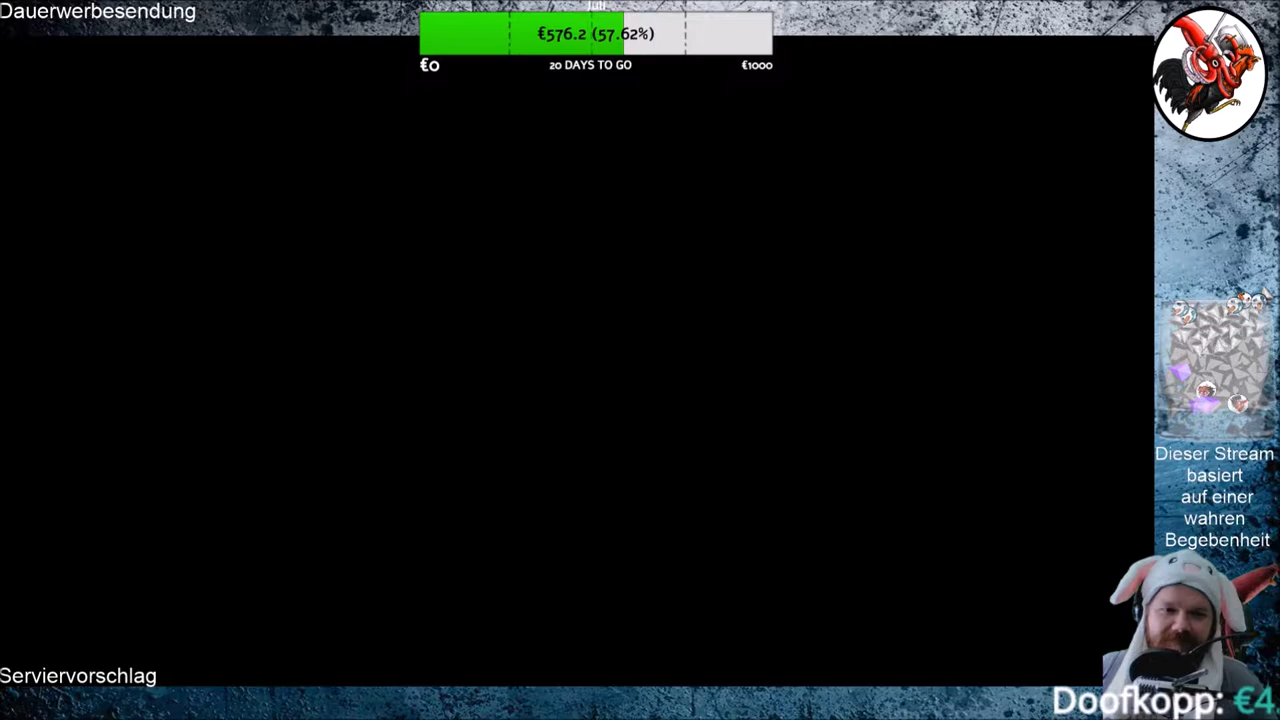 Dauerwerbesendung
Juli
€576.2 (57.62%)
€0
20 DAYS TO GO
€1000
Dieser Stream
basiert
auf einer
wahren
Begebenheit
Serviervorschlag
Doofkopp: €4